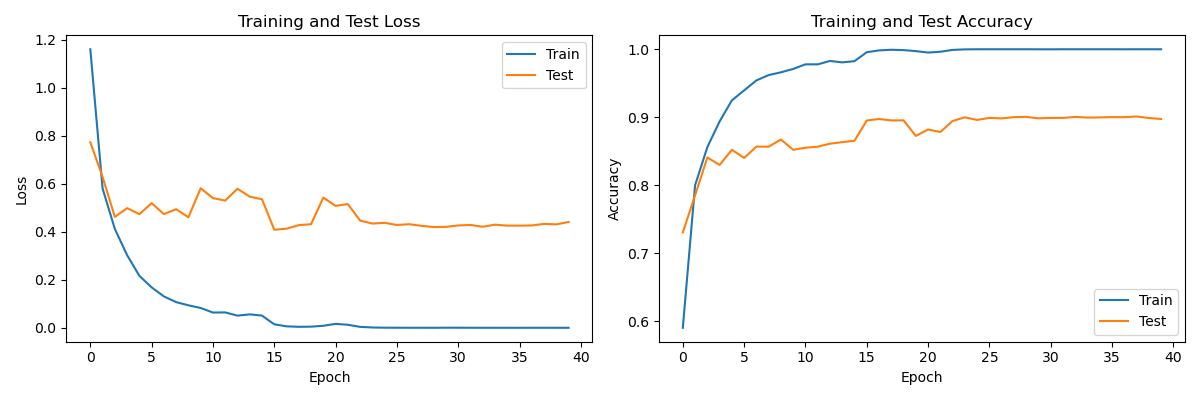 Training and Test Loss
Loss
1.2
1.0
0.8
0.6
0.4
0.2
0.0
0 5 10 15 20 25 30 35 40
Epoch
Train
Test
Training and Test Accuracy
Accuracy
1.0
0.9
0.8
0.7
0.6
0 5 10 15 20 25 30 35 40
Epoch
Train
Test